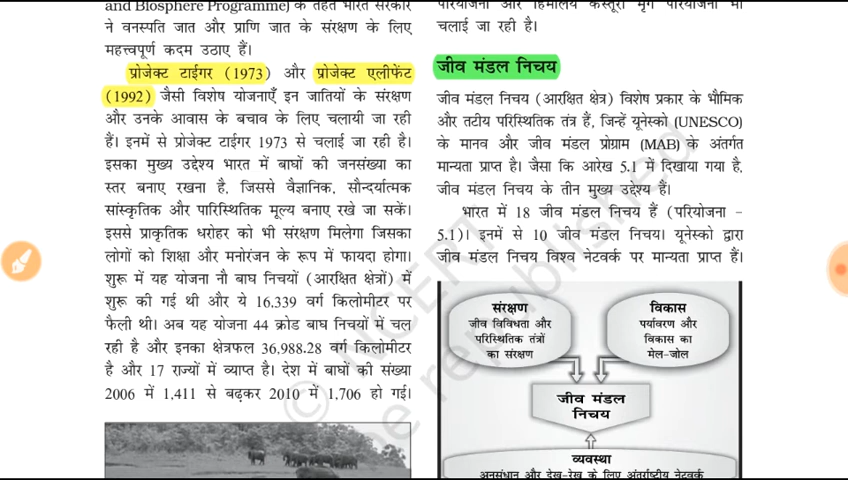 and Biosphere Programme) के तहत भारत सरकार
ने वनस्पति जात और प्राणि जात के संरक्षण के लिए
महत्त्वपूर्ण कदम उठाए हैं।
प्रोजेक्ट टाईगर (1973) और प्रोजेक्ट एलीफेंट
(1992) जैसी विशेष योजनाएँ इन जातियों के संरक्षण
और उनके आवास के बचाव के लिए चलायी जा रही
हैं। इनमें से प्रोजेक्ट टाईगर 1973 से चलाई जा रही है।
इसका मुख्य उद्देश्य भारत में बाघों की जनसंख्या का
स्तर बनाए रखना है, जिससे वैज्ञानिक, सौन्दर्यात्मक
सांस्कृतिक और पारिस्थितिक मूल्य बनाए रखे जा सकें।
इससे प्राकृतिक धरोहर को भी संरक्षण मिलेगा जिसका
लोगों को शिक्षा और मनोरंजन के रूप में फायदा होगा।
शुरू में यह योजना नौ बाघ निचयों (आरक्षित क्षेत्रों) में
शुरू की गई थी और ये 16,339 वर्ग किलोमीटर पर
फैली थी। अब यह योजना 44 क्रोड बाघ निचयों में चल
रही है और इनका क्षेत्रफल 36,988.28 वर्ग किलोमीटर
है और 17 राज्यों में व्याप्त है। देश में बाघों की संख्या
2006 में 1,411 से बढ़कर 2010 में 1,706 हो गई।
परियोजना और हिमालय कस्तूरी मृग परियोजना भी
चलाई जा रही है।
जीव मंडल निचय
जीव मंडल निचय (आरक्षित क्षेत्र) विशेष प्रकार के भौमिक
और तटीय परिस्थितिक तंत्र हैं, जिन्हें यूनेस्को (UNESCO)
के मानव और जीव मंडल प्रोग्राम (MAB) के अंतर्गत
मान्यता प्राप्त है। जैसा कि आरेख 5.1 में दिखाया गया है,
जीव मंडल निचय के तीन मुख्य उद्देश्य हैं।
भारत में 18 जीव मंडल निचय हैं (परियोजना –
5.1)। इनमें से 10 जीव मंडल निचय। यूनेस्को द्वारा
जीव मंडल निचय विश्व नेटवर्क पर मान्यता प्राप्त हैं।
संरक्षण
जीव विविधता और
परिस्थितिक तंत्रों
का संरक्षण
विकास
पर्यावरण और
विकास का
मेल-जोल
जीव मंडल
निचय
व्यवस्था
अनुसंधान और देख-रेख के लिए अंतर्राष्ट्रीय नेटवर्क
© NCERT
be republished